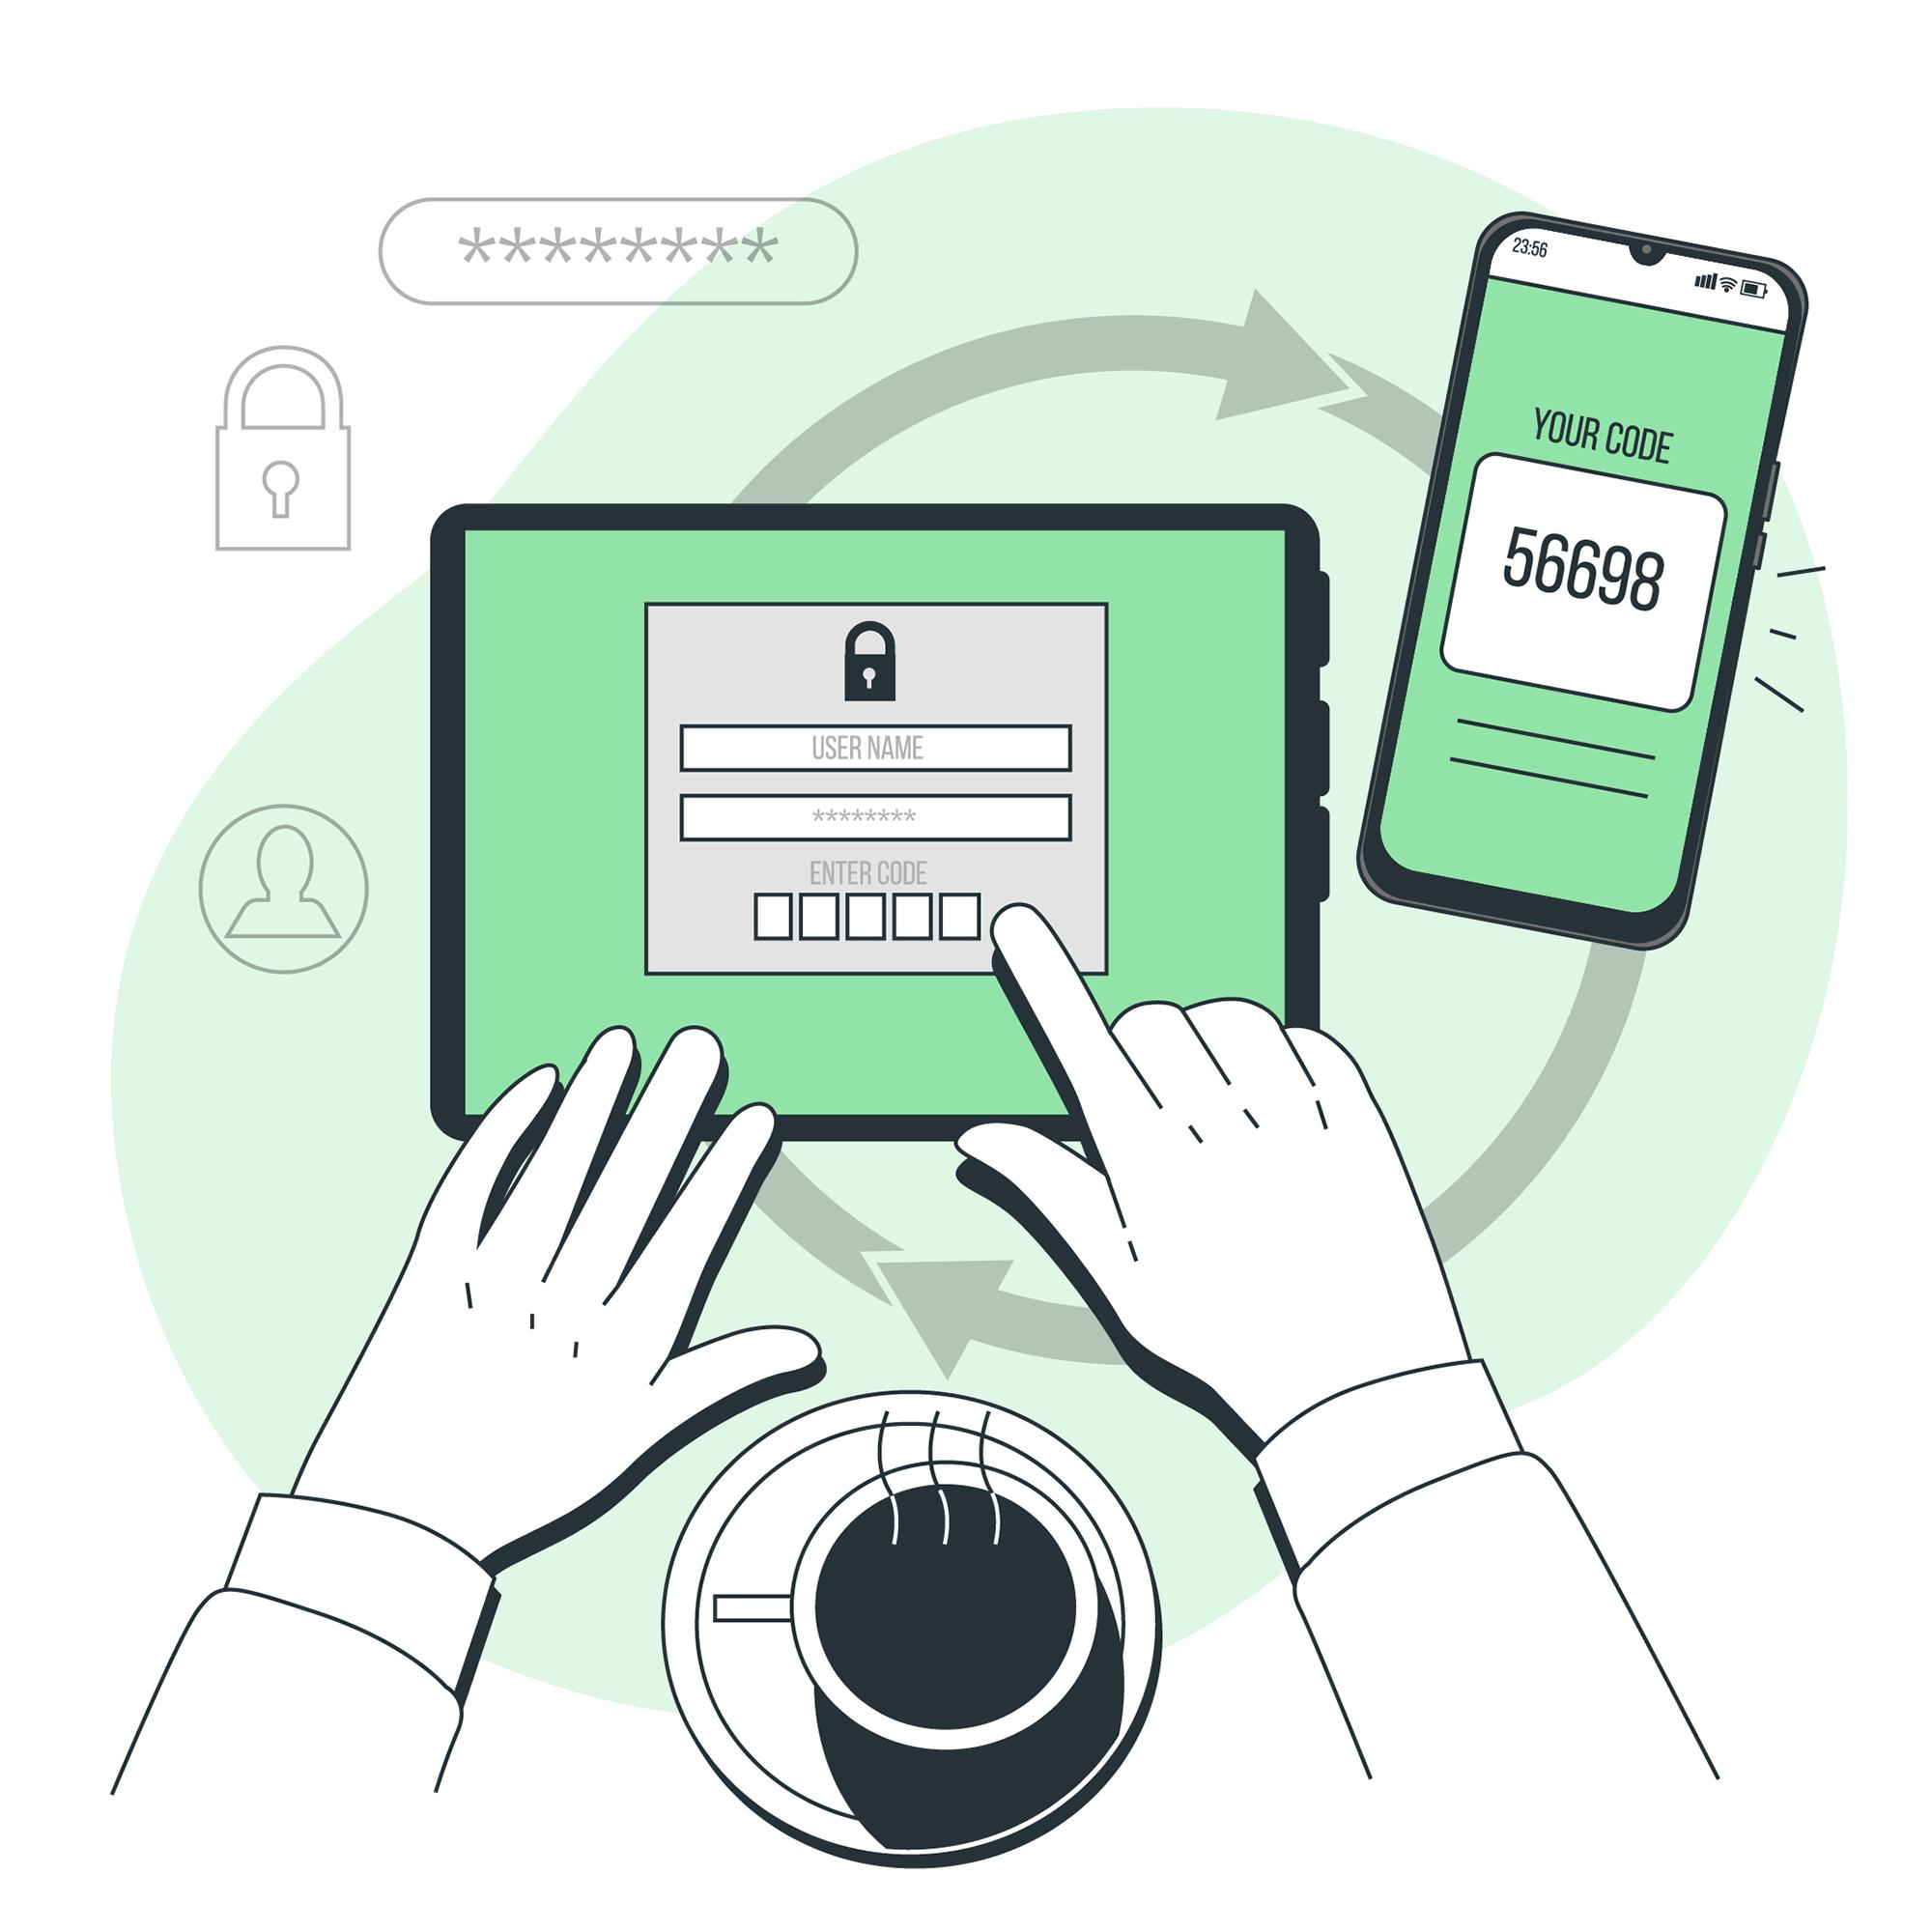 ********
23:56
YOUR CODE
56698
USER NAME
********
ENTER CODE